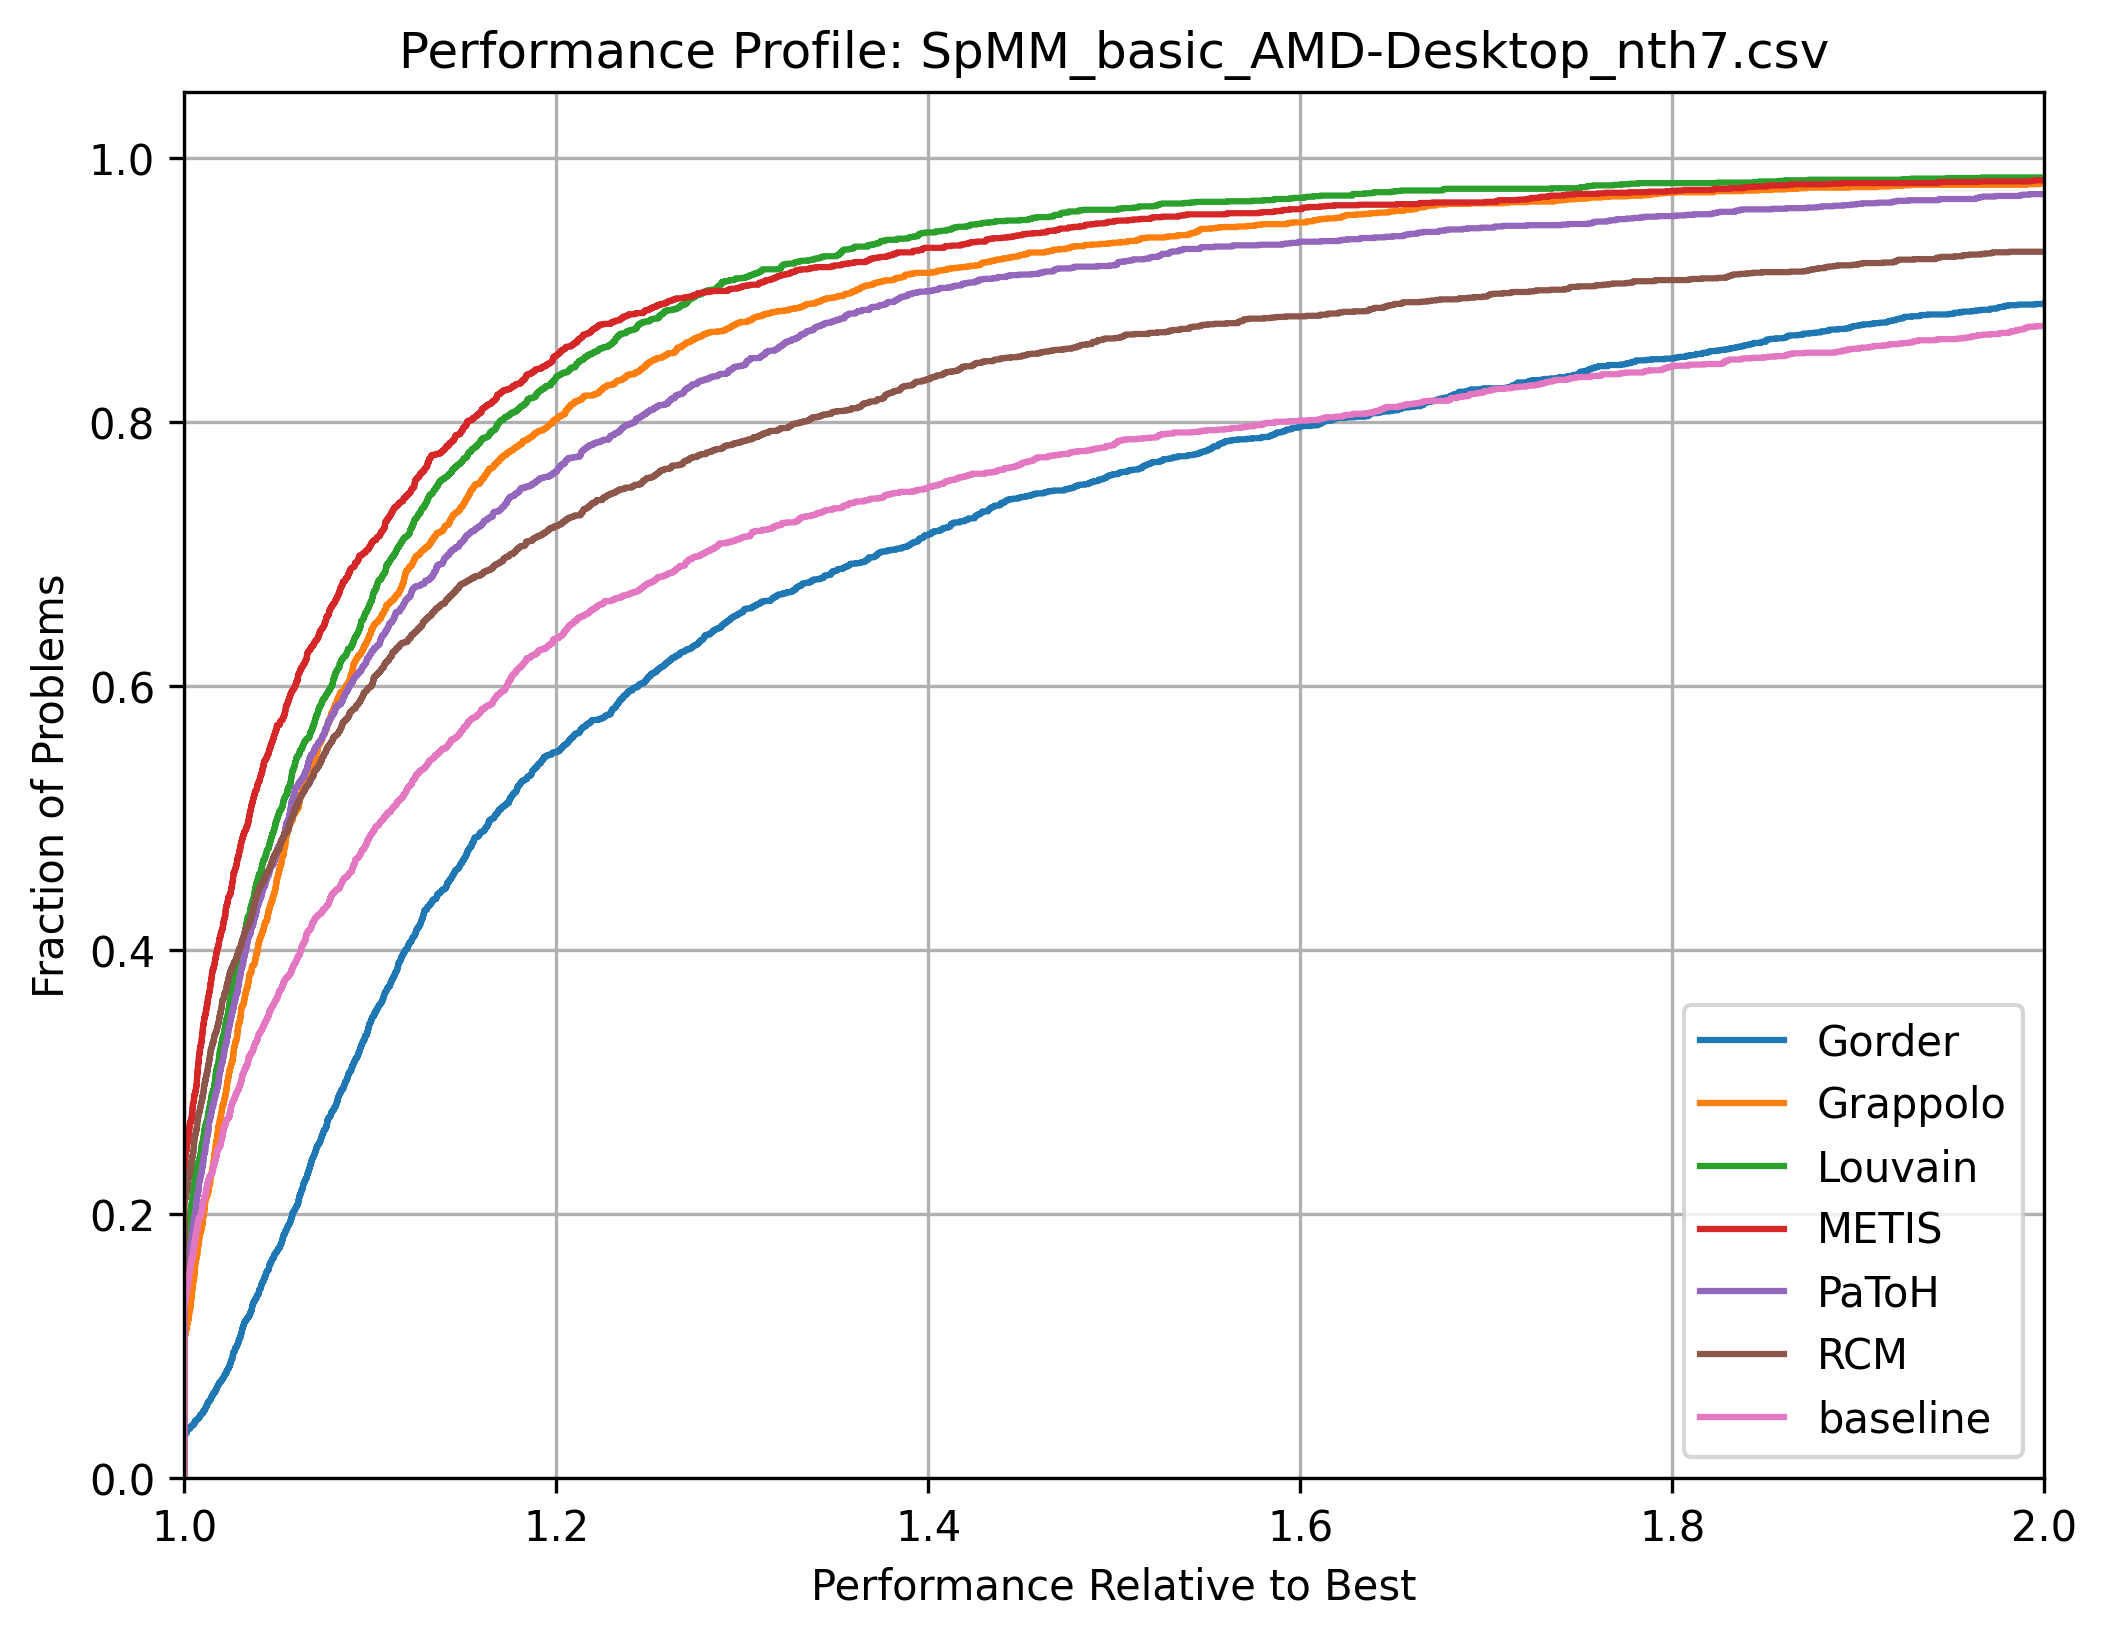 Performance Profile: SpMM_basic_AMD-Desktop_nth7.csv
1.0
0.8
0.6
0.4
0.2
0.0
Fraction of Problems
Gorder
Grappolo
Louvain
METIS
PaToH
RCM
baseline
1.0 1.2 1.4 1.6 1.8 2.0
Performance Relative to Best